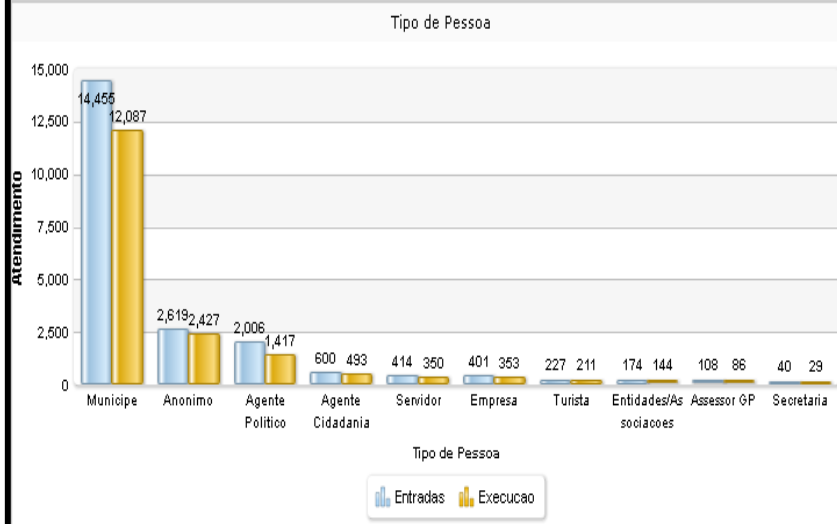 Tipo de Pessoa
Atendimento
15,000
12,500
10,000
7,500
5,000
2,500
0
14,455 12,087
2,619 2,427
2,006 1,417
600 493
414 350
401 353
227 211
174 144
108 86
40 29
Municipe
Anonimo
Agente
Politico
Agente
Cidadania
Servidor
Empresa
Turista
Entidades/As
sociacoes
Assessor GP
Secretaria
Tipo de Pessoa
Entradas Execucao